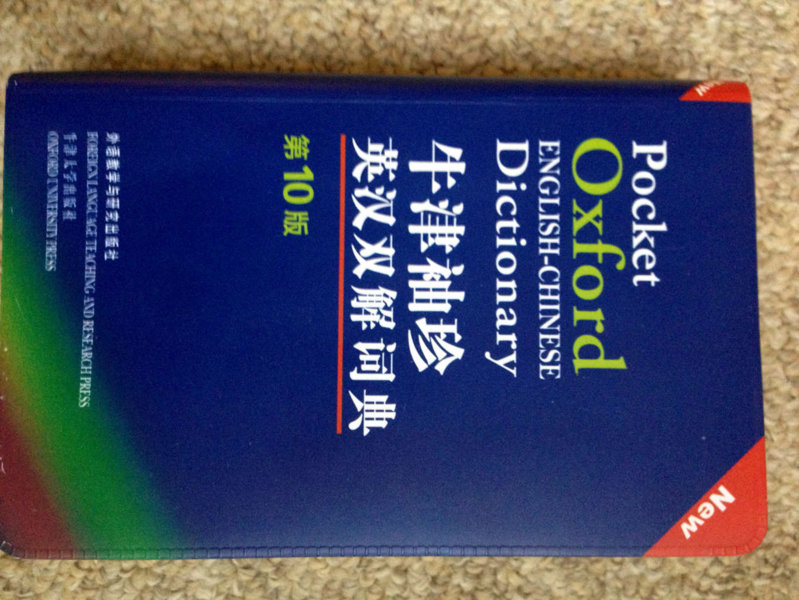 New
Pocket
Oxford
ENGLISH-CHINESE
Dictionary
牛津袖珍
英汉双解词典
第10版
外语教学与研究出版社
FOREIGN LANGUAGE TEACHING AND RESEARCH PRESS
牛津大学出版社
OXFORD UNIVERSITY PRESS